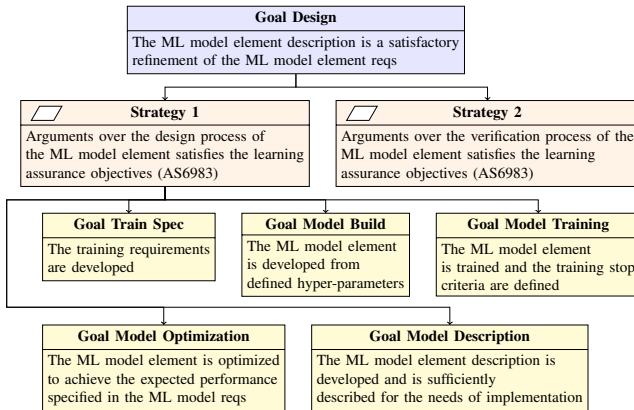 Goal Design
The ML model element description is a satisfactory
refinement of the ML model element reqs
Strategy 1
Arguments over the design process of
the ML model element satisfies the learning
assurance objectives (AS6983)
Strategy 2
Arguments over the verification process of the
ML model element satisfies the learning
assurance objectives (AS6983)
Goal Train Spec
The training requirements
are developed
Goal Model Build
The ML model element
is developed from
defined hyper-parameters
Goal Model Training
The ML model element
is trained and the training stop
criteria are defined
Goal Model Optimization
The ML model element is optimized
to achieve the expected performance
specified in the ML model reqs
Goal Model Description
The ML model element description is
developed and is sufficiently
described for the needs of implementation